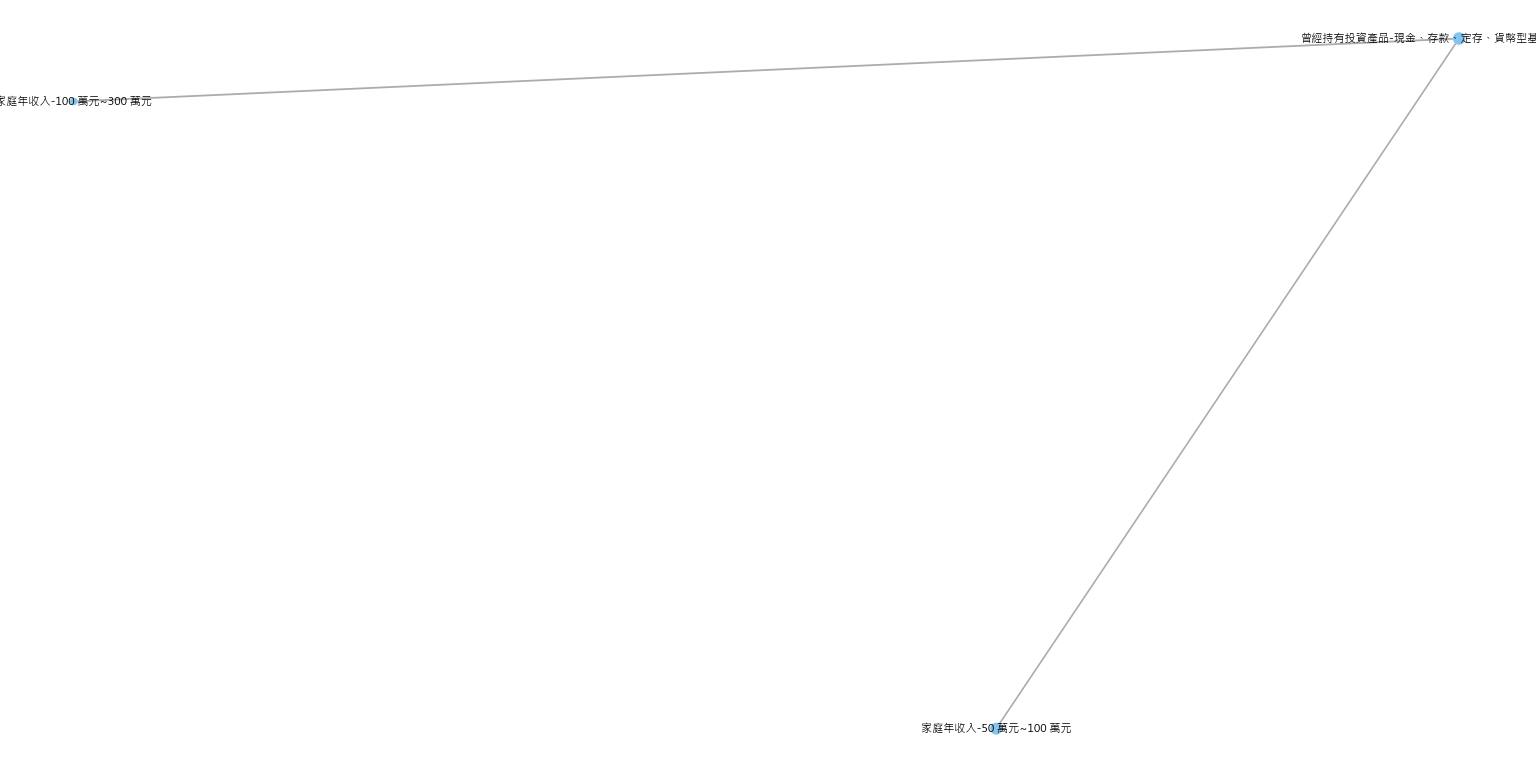 曾經持有投資產品-現金、存款、定存、貨幣型基
家庭年收入-100 萬元~300 萬元
家庭年收入-50 萬元~100 萬元